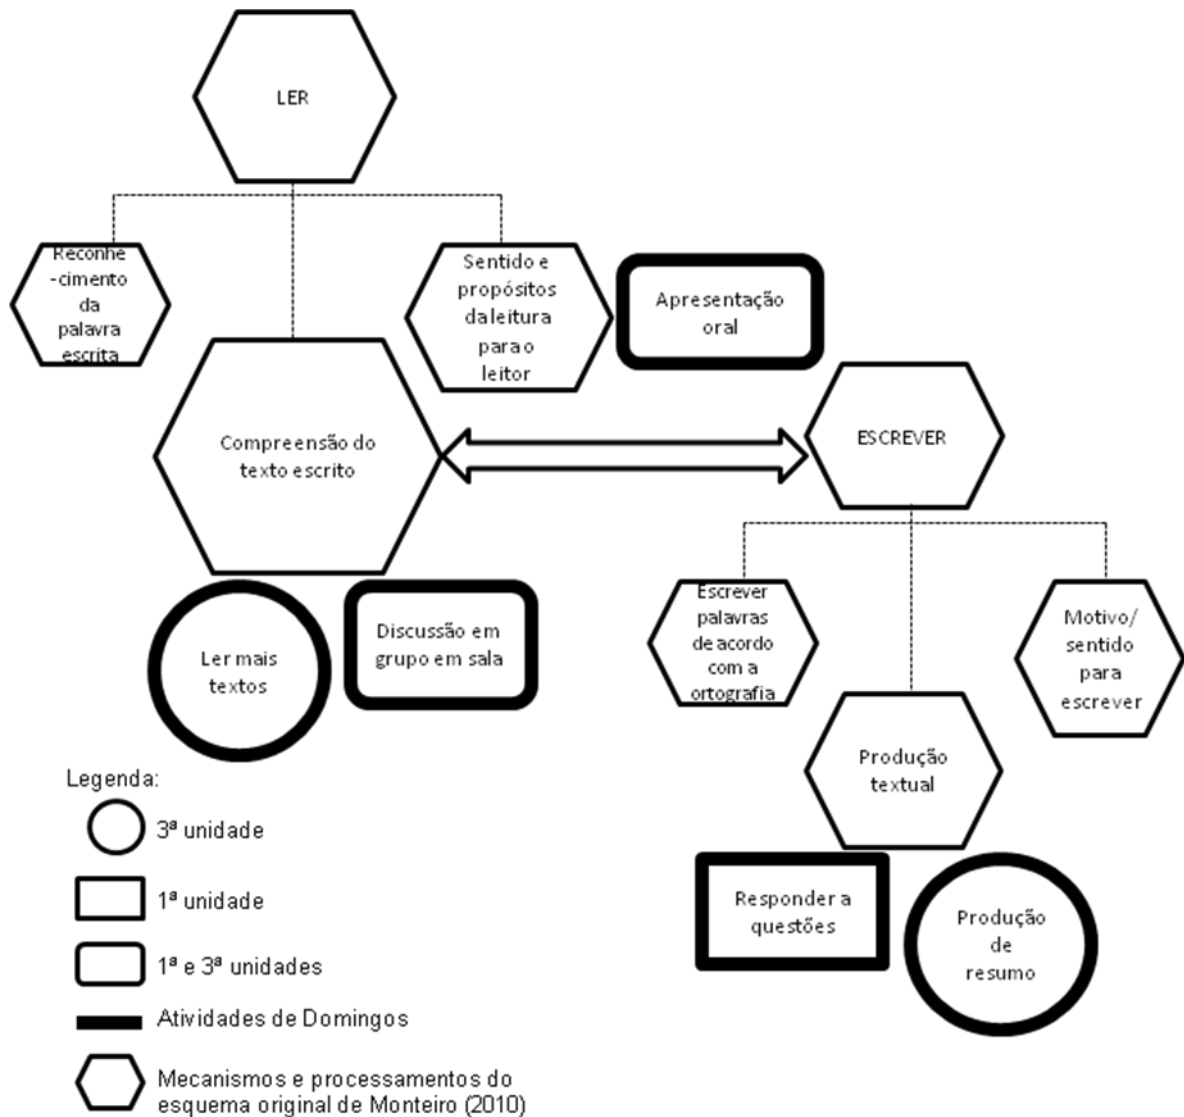 LER
Reconhe
-cimento
da
palavra
escrita
Sentido e
propósitos
da leitura
para o
leitor
Apresentação
oral
Compreensão do
texto escrito
ESCREVER
Ler mais
textos
Discussão em
grupo em sala
Escrever
palavras
de acordo
com a
ortografia
Motivo/
sentido
para
escrever
Produção
textual
Responder a
questões
Produção
de
resumo
Legenda:
3ª unidade
1ª unidade
1ª e 3ª unidades
Atividades de Domingos
Mecanismos e processamentos do
esquema original de Monteiro (2010)